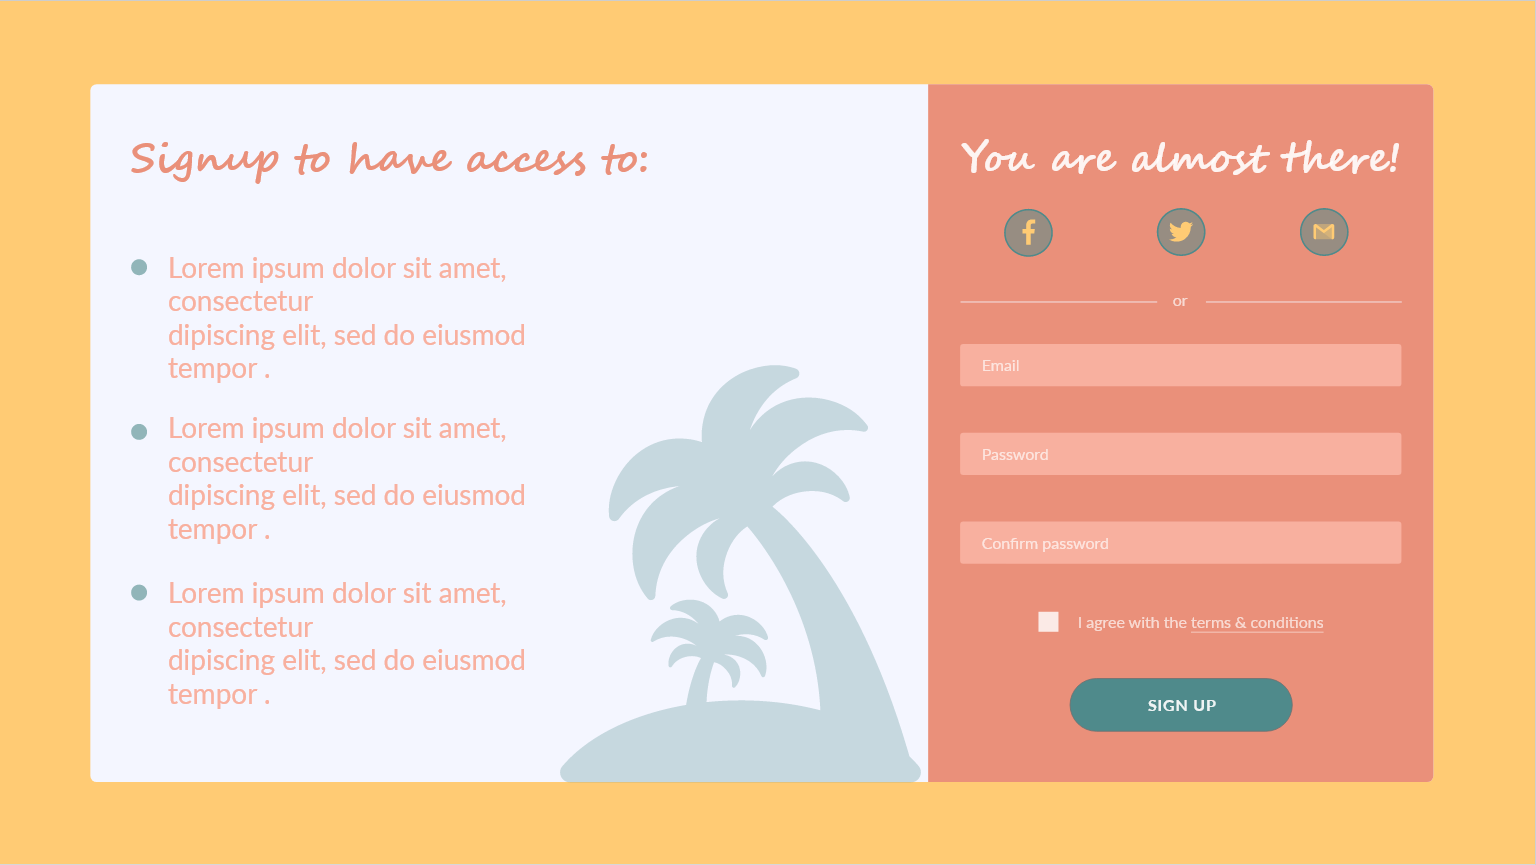 Signup to have access to:
Lorem ipsum dolor sit amet,
consectetur
dipiscing elit, sed do eiusmod
tempor .
Lorem ipsum dolor sit amet,
consectetur
dipiscing elit, sed do eiusmod
tempor .
Lorem ipsum dolor sit amet,
consectetur
dipiscing elit, sed do eiusmod
tempor .
You are almost there!
or
Email
Password
Confirm password
I agree with the terms & conditions
SIGN UP